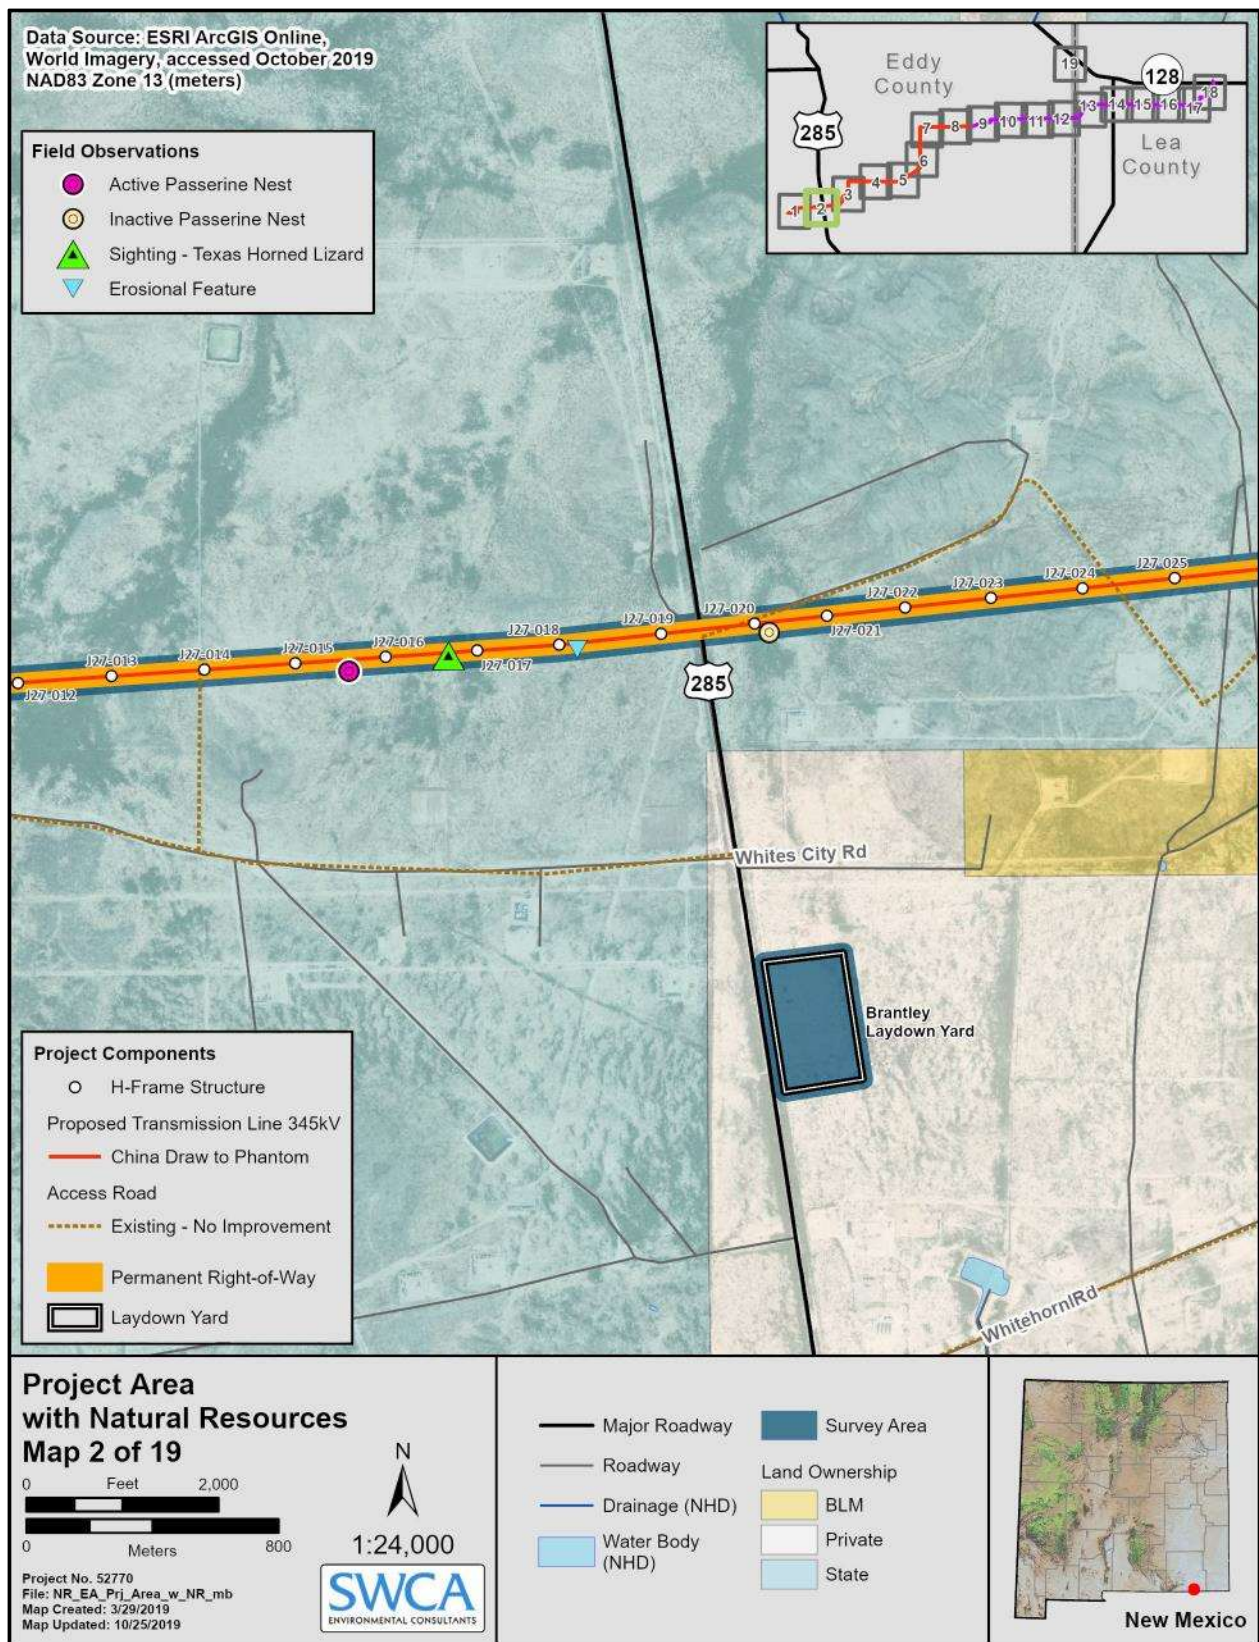 Data Source: ESRI ArcGIS Online,
World Imagery, accessed October 2019
NAD83 Zone 13 (meters)
Field Observations
Active Passerine Nest
Inactive Passerine Nest
Sighting - Texas Horned Lizard
Erosional Feature
Eddy
County
19
128
285
18
17
16
15
14
13
12
11
10
9
8
7
6
5
4
3
2
1
Lea
County
J27-012
J27-013
J27-014
J27-015
J27-016
J27-017
J27-018
J27-019
J27-020
J27-021
J27-022
J27-023
J27-024
J27-025
285
Whites City Rd
Brantley
Laydown Yard
Whitehorn Rd
Project Components
H-Frame Structure
Proposed Transmission Line 345kV
China Draw to Phantom
Access Road
Existing - No Improvement
Permanent Right-of-Way
Laydown Yard
Project Area
with Natural Resources
Map 2 of 19
0 Feet 2,000
0 Meters 800
N
1:24,000
Project No. 52770
File: NR_EA_Prj_Area_w_NR_mb
Map Created: 3/29/2019
Map Updated: 10/25/2019
SWCA
ENVIRONMENTAL CONSULTANTS
Major Roadway
Roadway
Drainage (NHD)
Water Body
(NHD)
Survey Area
Land Ownership
BLM
Private
State
New Mexico